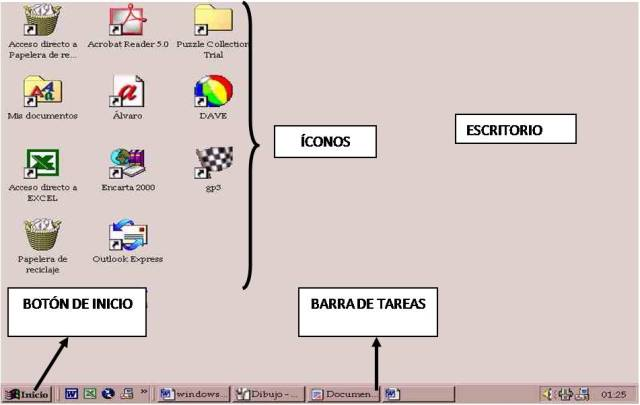 Acceso directo a
Papelera de re...
Acrobat Reader 5.0
Puzzle Collection
Trial
Mis documentos
Álvaro
DAVE
ÍCONOS
ESCRITORIO
Acceso directo a
EXCEL
Encarta 2000
gp3
Papelera de
reciclaje
Outlook Express
BOTÓN DE INICIO
BARRA DE TAREAS
Inicio
windows...
Dibujo - ...
Documen...
01:25